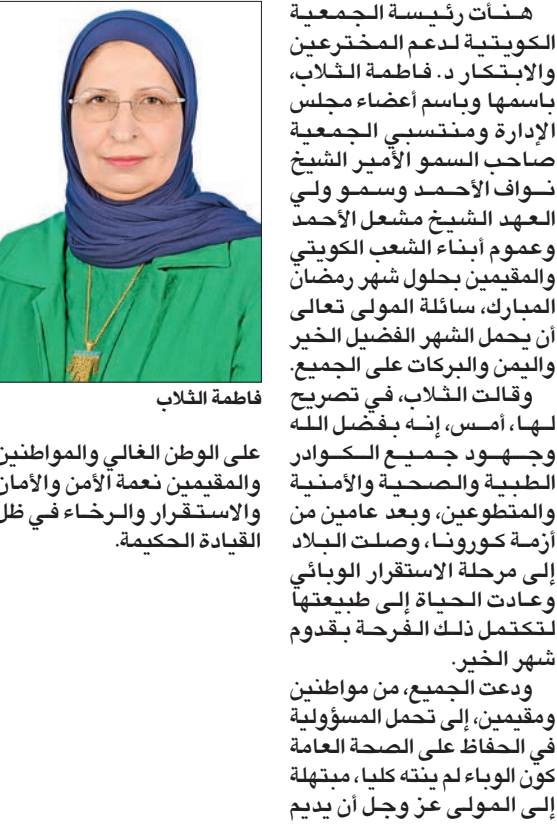 هنأت رئيسة الجمعية
الكويتية لدعم المخترعين
والابتكار د. فاطمة الثلاب،
باسمها وباسم أعضاء مجلس
الإدارة ومنتسبي الجمعية
صاحب السمو الأمير الشيخ
نواف الأحمد وسمو ولي
العهد الشيخ مشعل الأحمد
وعموم أبناء الشعب الكويتي
والمقيمين بحلول شهر رمضان
المبارك، سائلة المولى تعالى
أن يحمل الشهر الفضيل الخير
واليمن والبركات على الجميع.
وقالت الثلاب، في تصريح
لها، أمس، إنه بفضل الله
وجهود جميع الكوادر
الطبية والصحية والأمنية
والمتطوعين، وبعد عامين من
أزمة كورونا، وصلت البلاد
إلى مرحلة الاستقرار الوبائي
وعادت الحياة إلى طبيعتها
لتكتمل ذلك الفرحة بقدوم
شهر الخير.
ودعت الجميع، من مواطنين
ومقيمين، إلى تحمل المسؤولية
في الحفاظ على الصحة العامة
كون الوباء لم ينته كليا، مبتهلة
إلى المولى عز وجل أن يديم
فاطمة الثلاب
على الوطن الغالي والمواطنين
والمقيمين نعمة الأمن والأمان
والاستقرار والرخاء في ظل
القيادة الحكيمة.